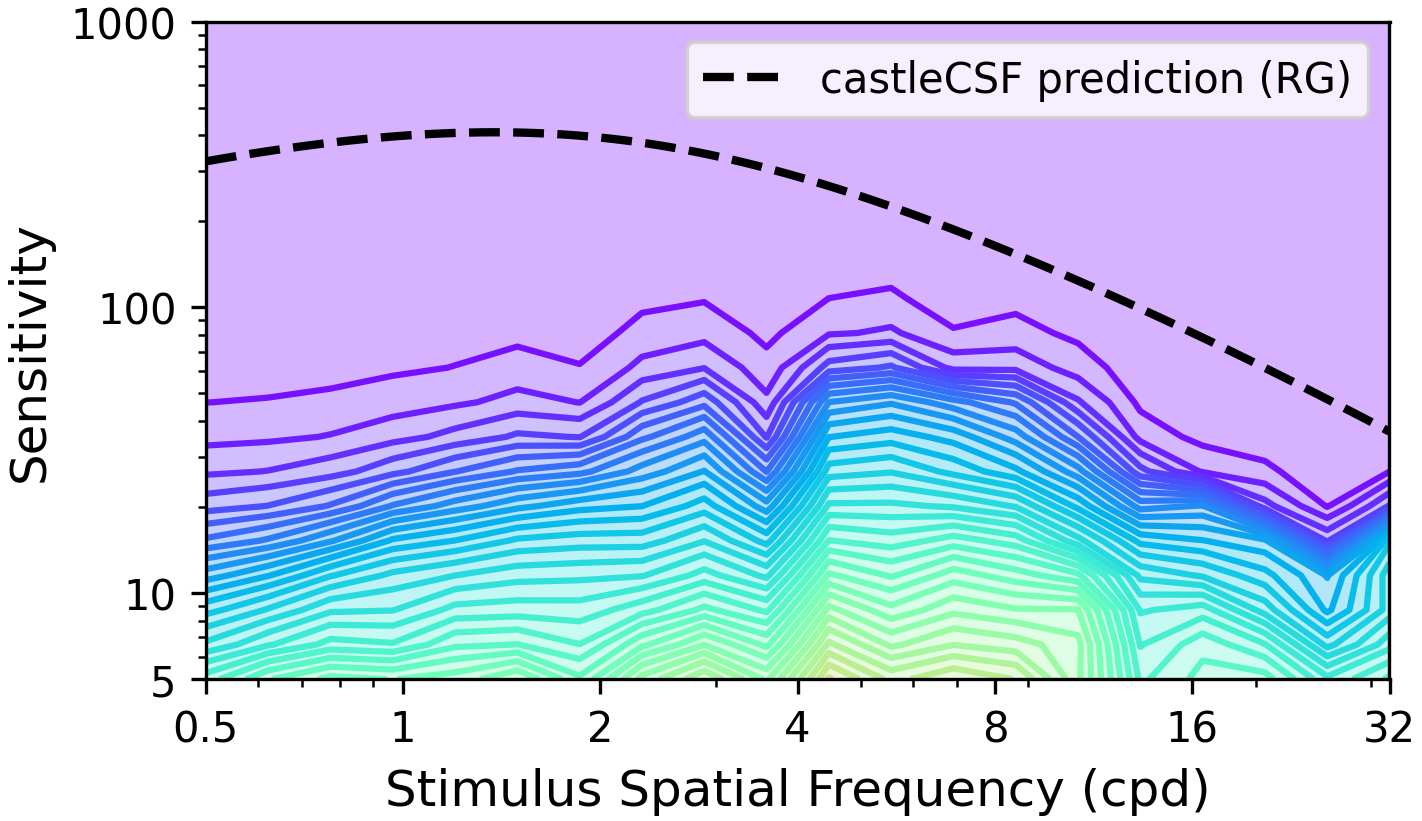 1000
100
10
5
Sensitivity
castleCSF prediction (RG)
0.5 1 2 4 8 16 32
Stimulus Spatial Frequency (cpd)